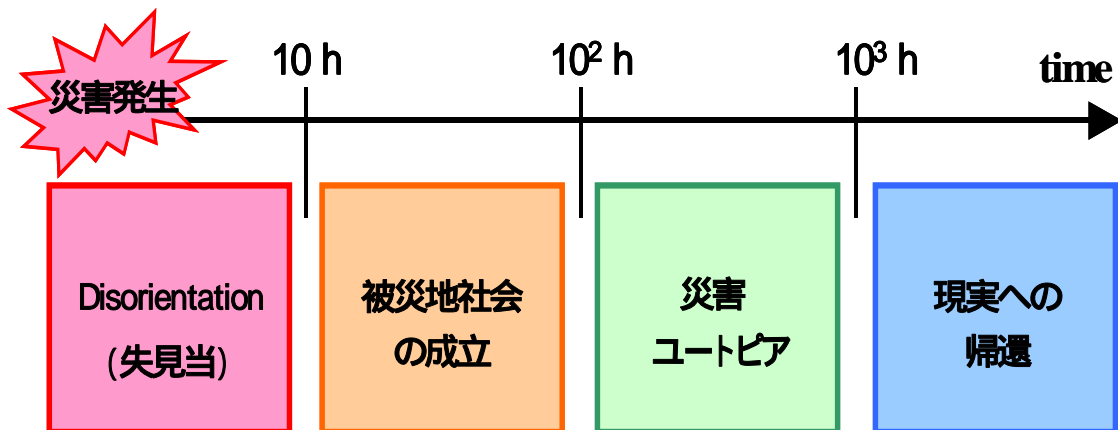 災害発生
10 h
10² h
10³ h
time
Disorientation
(失見当)
被災地社会
の成立
災害
ユートピア
現実への
帰還